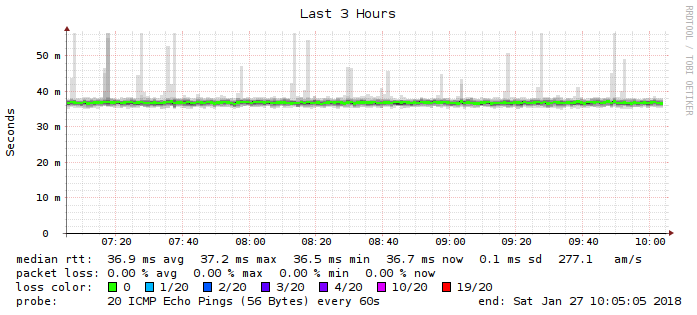 Last 3 Hours
RRDTOOL / TOBI OETIKER
Seconds
50 m
40 m
30 m
20 m
10 m
0
07:20 07:40 08:00 08:20 08:40 09:00 09:20 09:40 10:00
median rtt: 36.9 ms avg 37.2 ms max 36.5 ms min 36.7 ms now 0.1 ms sd 277.1 am/s
packet loss: 0.00 % avg 0.00 % max 0.00 % min 0.00 % now
loss color: 0 1/20 2/20 3/20 4/20 10/20 19/20
probe: 20 ICMP Echo Pings (56 Bytes) every 60s end: Sat Jan 27 10:05:05 2018